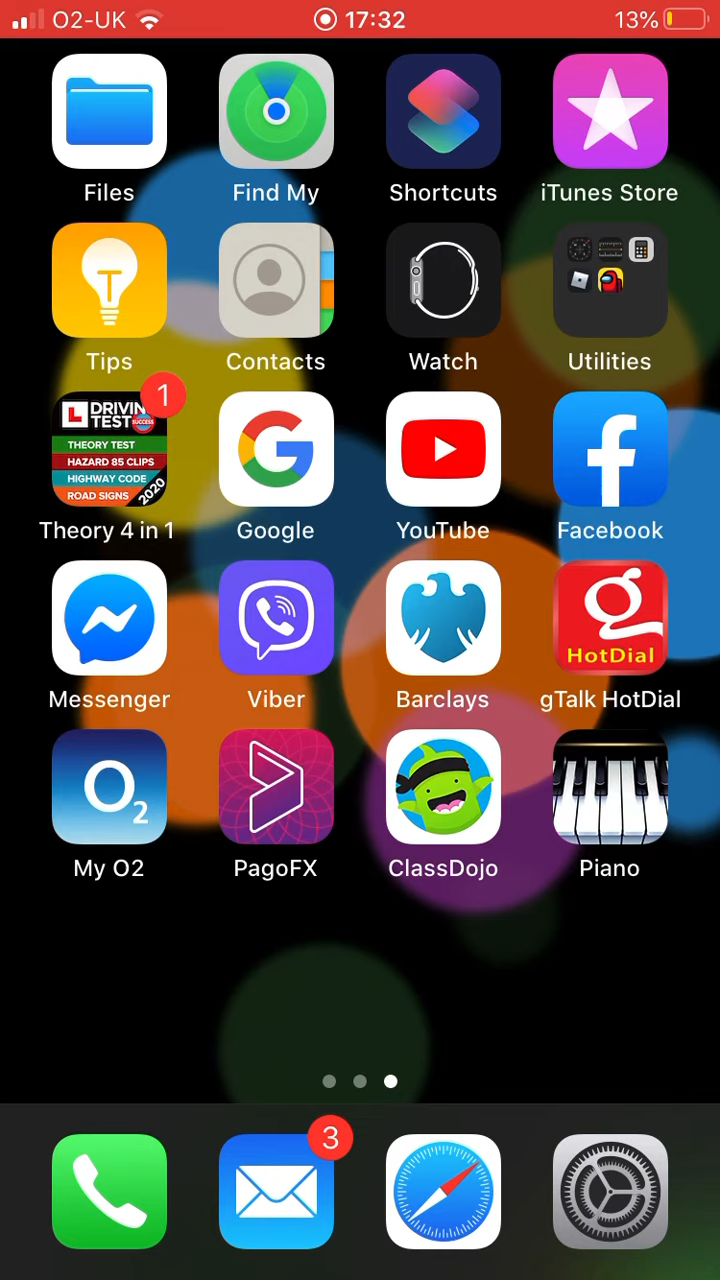 O2-UK 17:32 13%
Files Find My Shortcuts iTunes Store
T
Tips Contacts Watch Utilities
1
L DRIVIN
TEST SUCCESS
THEORY TEST
HAZARD 85 CLIPS
HIGHWAY CODE
ROAD SIGNS 2020
Theory 4 in 1 Google YouTube Facebook
g
HotDial
Messenger Viber Barclays gTalk HotDial
O2
My O2 PagoFX ClassDojo Piano
3